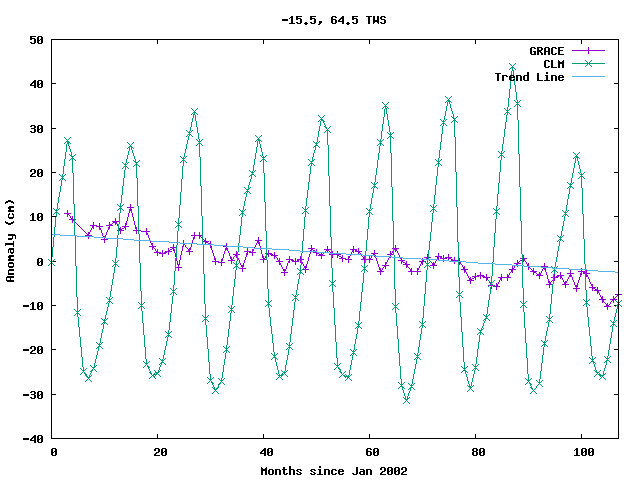 -15.5, 64.5 TWS
50
40
30
20
10
0
-10
-20
-30
-40
Anomaly (cm)
GRACE
CLM
Trend Line
0 20 40 60 80 100
Months since Jan 2002